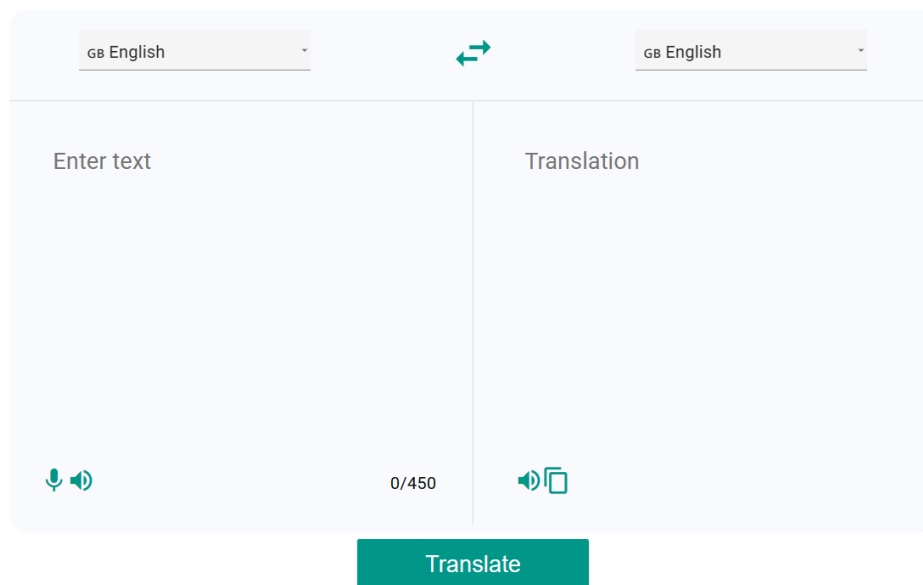 GB English
GB English
Enter text
Translation
0/450
Translate